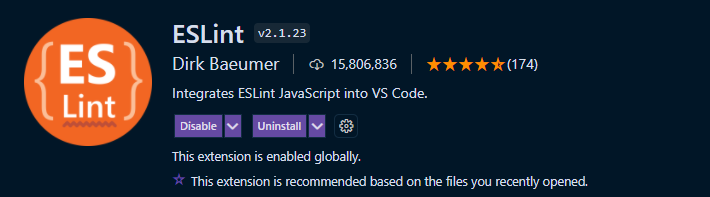 ES
Lint
ESLint v2.1.23
Dirk Baeumer 15,806,836 (174)
Integrates ESLint JavaScript into VS Code.
Disable Uninstall
This extension is enabled globally.
This extension is recommended based on the files you recently opened.